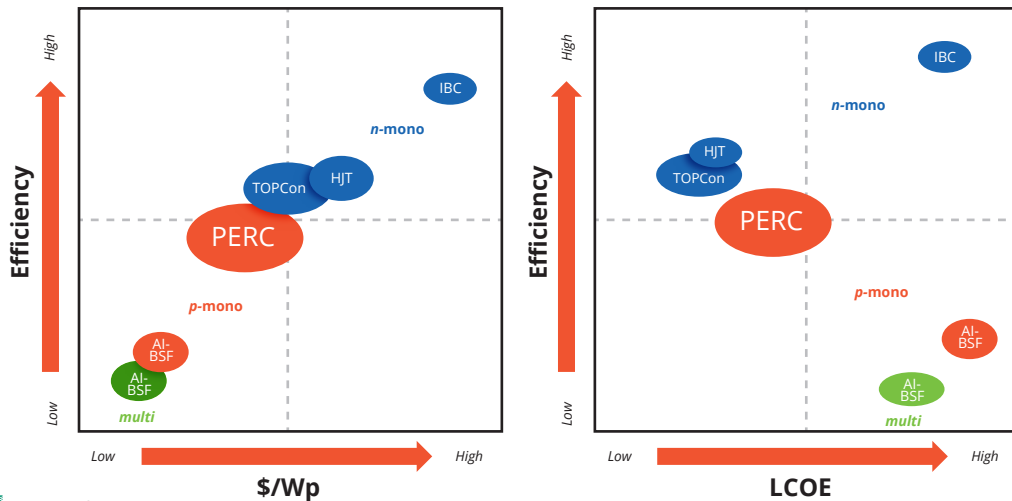 High
Efficiency
Low
IBC
n-mono
TOPCon
HJT
PERC
p-mono
Al-
BSF
Al-
BSF
multi
Low
High
$/Wp
High
Efficiency
Low
IBC
n-mono
HJT
TOPCon
PERC
p-mono
Al-
BSF
Al-
BSF
multi
Low
High
LCOE